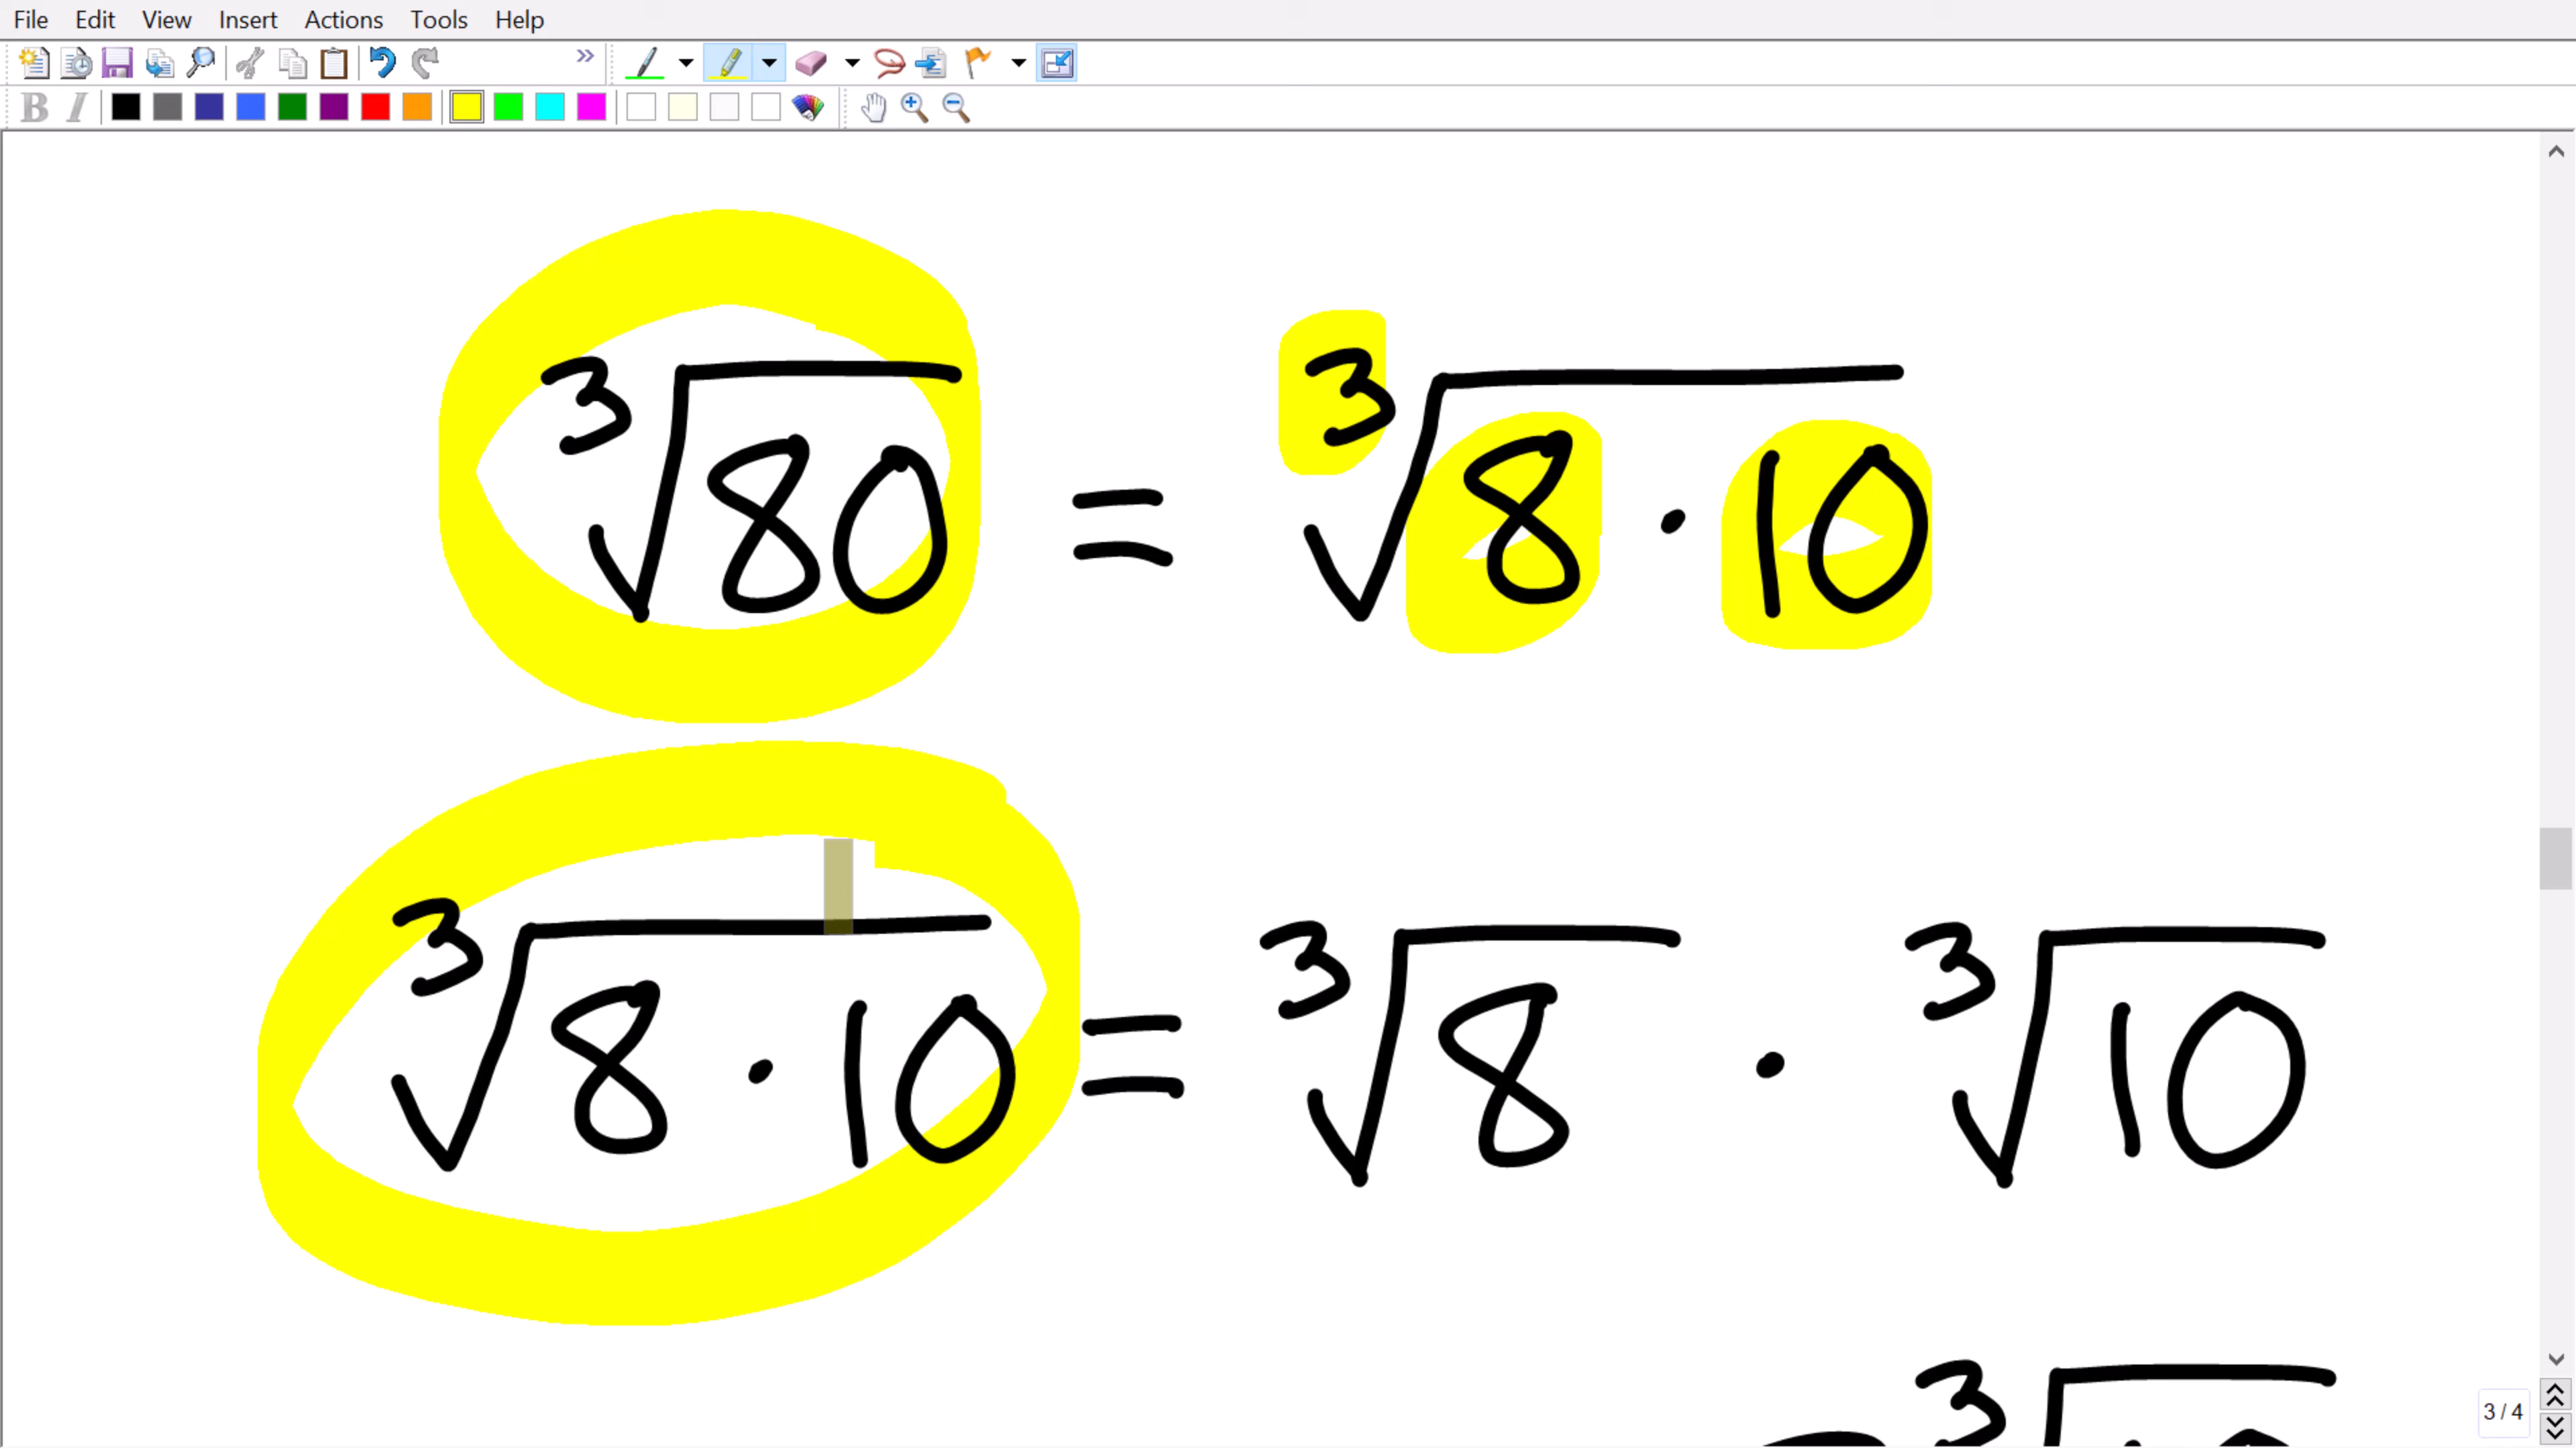 File Edit View Insert Actions Tools Help
B I
∛80 = ∛8 · 10
∛8 · 10 = ∛8 · ∛10
3 / 4